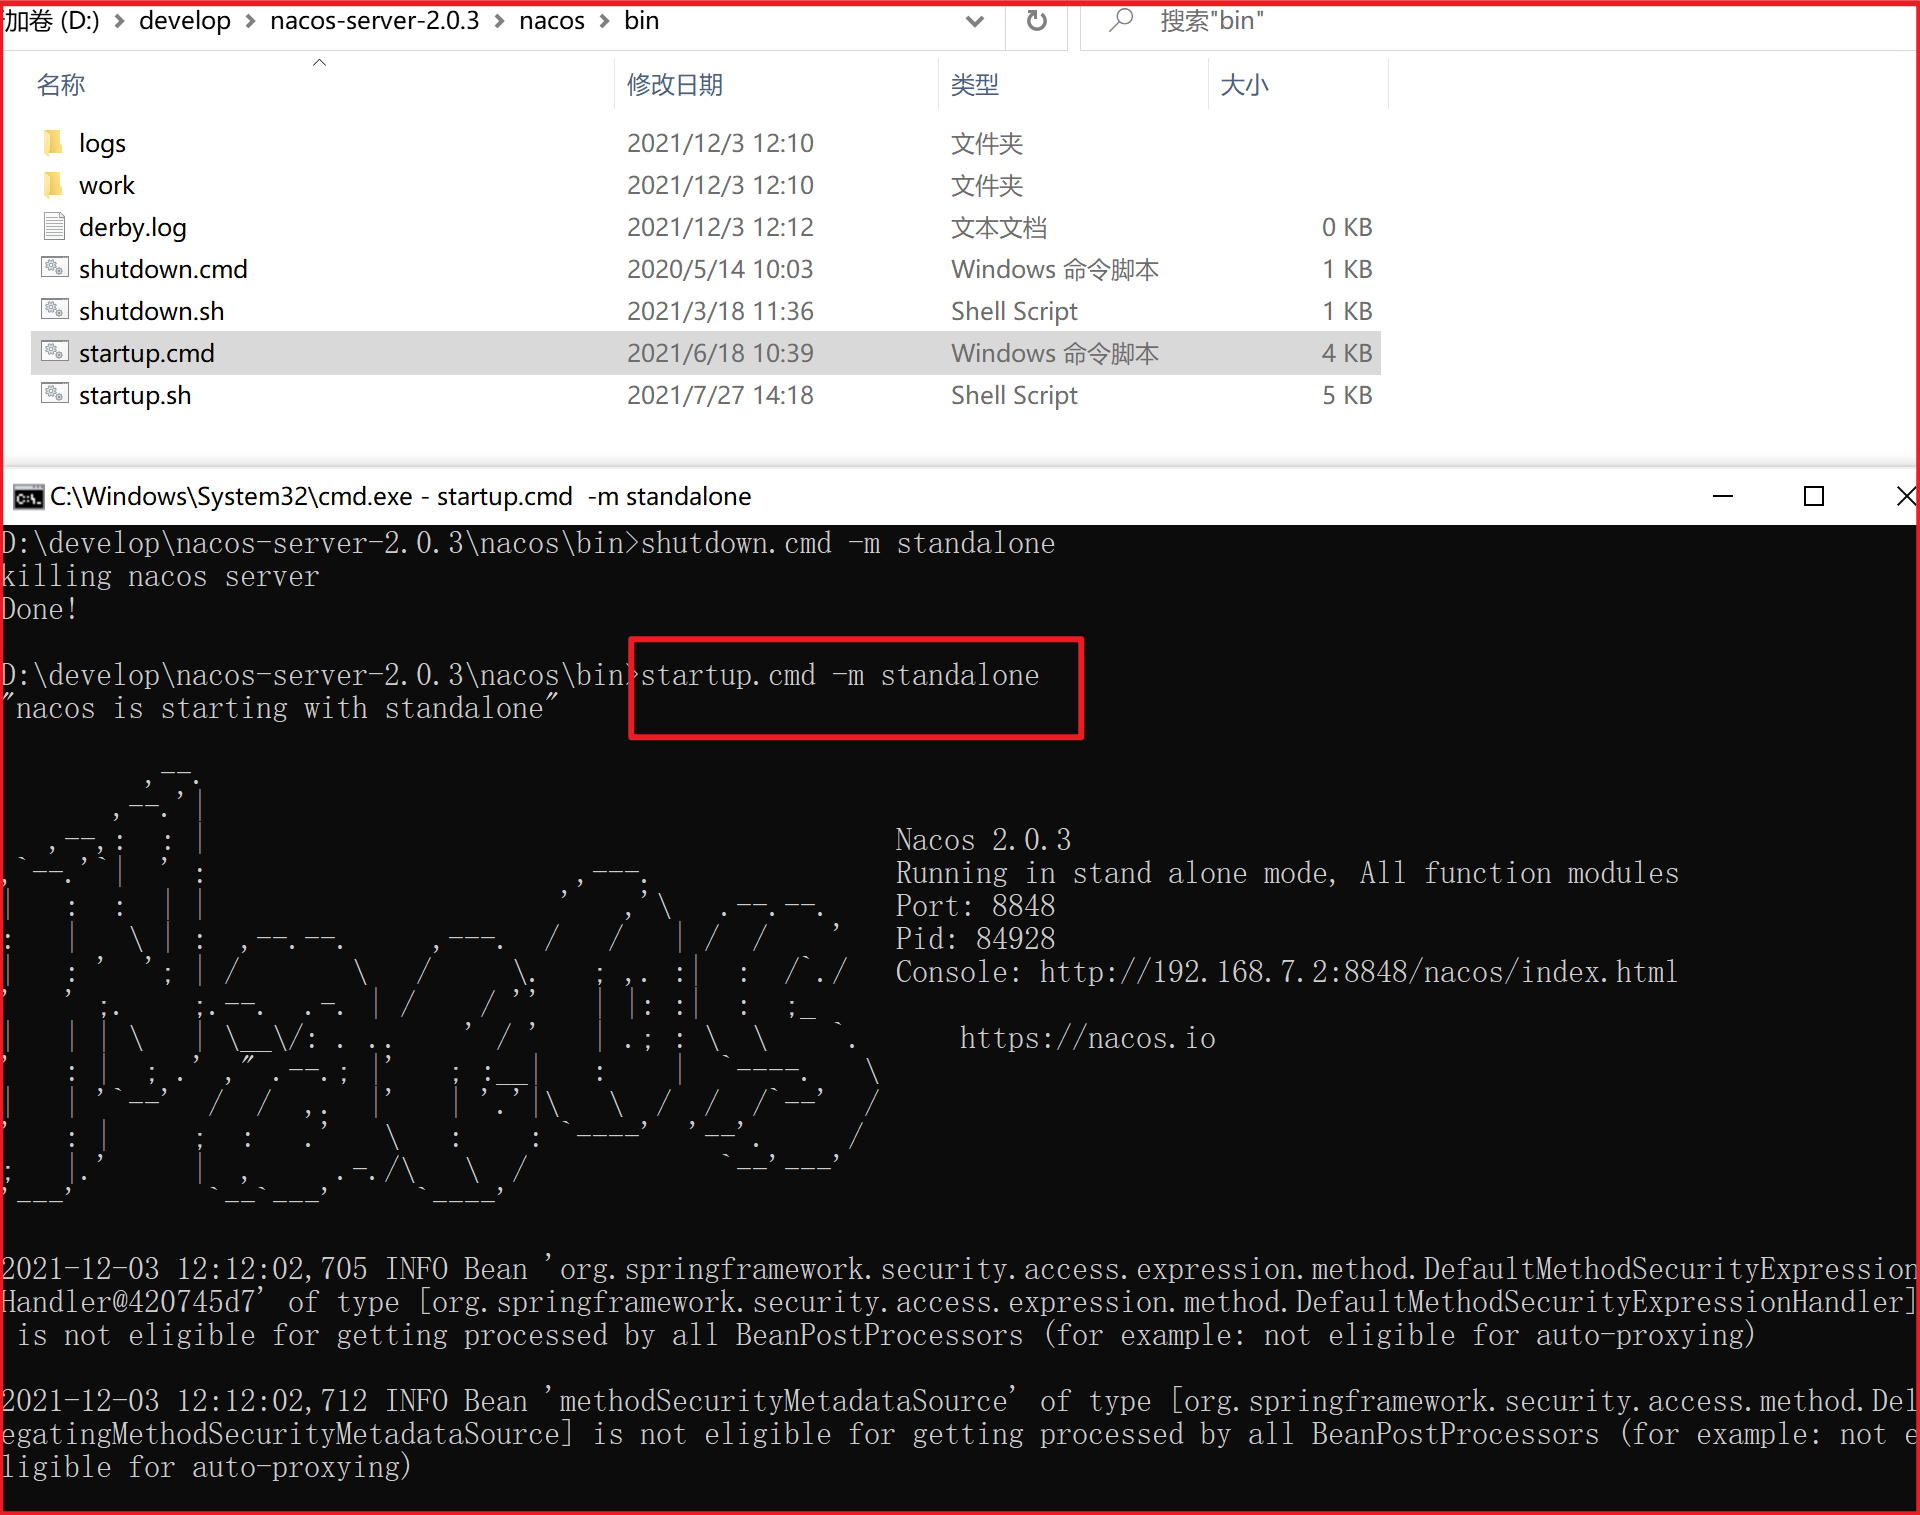 加卷 (D:) > develop > nacos-server-2.0.3 > nacos > bin
搜索"bin"
名称 修改日期 类型 大小
logs 2021/12/3 12:10 文件夹
work 2021/12/3 12:10 文件夹
derby.log 2021/12/3 12:12 文本文档 0 KB
shutdown.cmd 2020/5/14 10:03 Windows 命令脚本 1 KB
shutdown.sh 2021/3/18 11:36 Shell Script 1 KB
startup.cmd 2021/6/18 10:39 Windows 命令脚本 4 KB
startup.sh 2021/7/27 14:18 Shell Script 5 KB
C:\Windows\System32\cmd.exe - startup.cmd  -m standalone
D:\develop\nacos-server-2.0.3\nacos\bin>shutdown.cmd -m standalone
killing nacos server
Done!
D:\develop\nacos-server-2.0.3\nacos\bin>startup.cmd -m standalone
"nacos is starting with standalone"
Nacos 2.0.3
Running in stand alone mode, All function modules
Port: 8848
Pid: 84928
Console: http://192.168.7.2:8848/nacos/index.html
https://nacos.io
2021-12-03 12:12:02,705 INFO Bean 'org.springframework.security.access.expression.method.DefaultMethodSecurityExpression
Handler@420745d7' of type [org.springframework.security.access.expression.method.DefaultMethodSecurityExpressionHandler]
is not eligible for getting processed by all BeanPostProcessors (for example: not eligible for auto-proxying)
2021-12-03 12:12:02,712 INFO Bean 'methodSecurityMetadataSource' of type [org.springframework.security.access.method.Del
egatingMethodSecurityMetadataSource] is not eligible for getting processed by all BeanPostProcessors (for example: not e
ligible for auto-proxying)